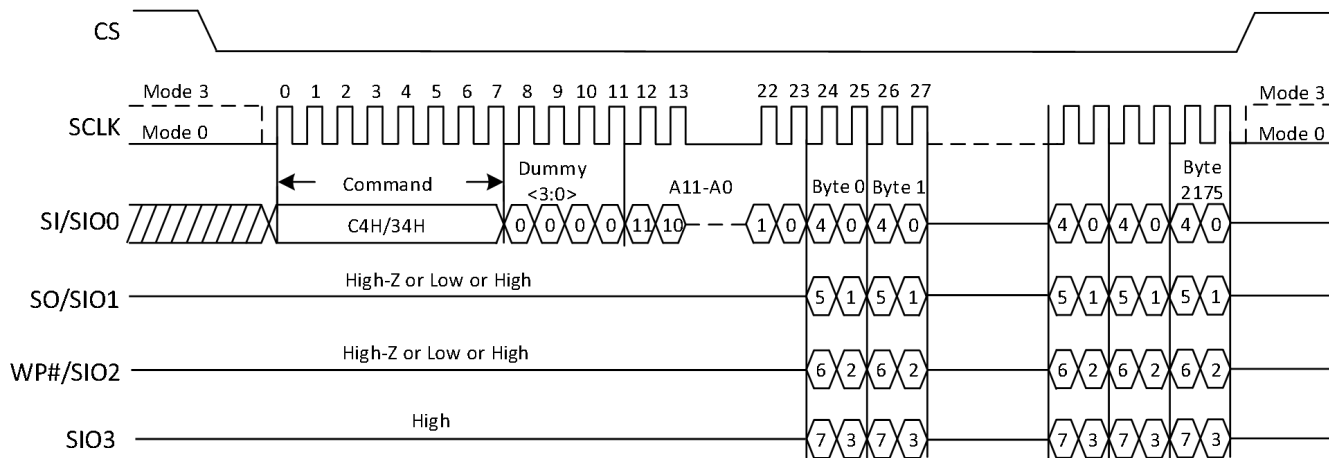 CS
0 1 2 3 4 5 6 7 8 9 10 11 12 13 22 23 24 25 26 27
Mode 3 Mode 3
SCLK
Mode 0 Mode 0
Command Dummy A11-A0 Byte 0 Byte 1 Byte
<3:0> 2175
SI/SIO0 C4H/34H 0 0 0 0 11 10 1 0 4 0 4 0 4 0 4 0 4 0
High-Z or Low or High
SO/SIO1 5 1 5 1 5 1 5 1 5 1
High-Z or Low or High
WP#/SIO2 6 2 6 2 6 2 6 2 6 2
High
SIO3 7 3 7 3 7 3 7 3 7 3